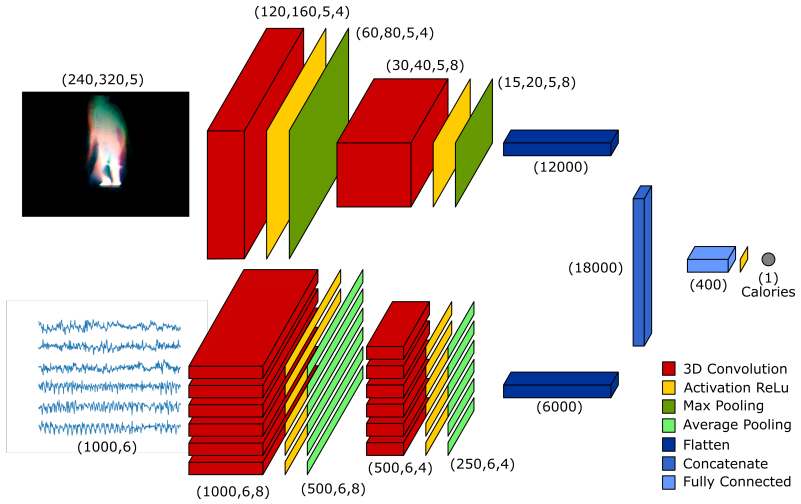 (120,160,5,4)
(60,80,5,4)
(30,40,5,8)
(240,320,5)
(15,20,5,8)
(12000)
(18000)
(400)
(1)
Calories
(1000,6)
(6000)
(500,6,4)
(250,6,4)
(1000,6,8)
(500,6,8)
3D Convolution
Activation ReLu
Max Pooling
Average Pooling
Flatten
Concatenate
Fully Connected